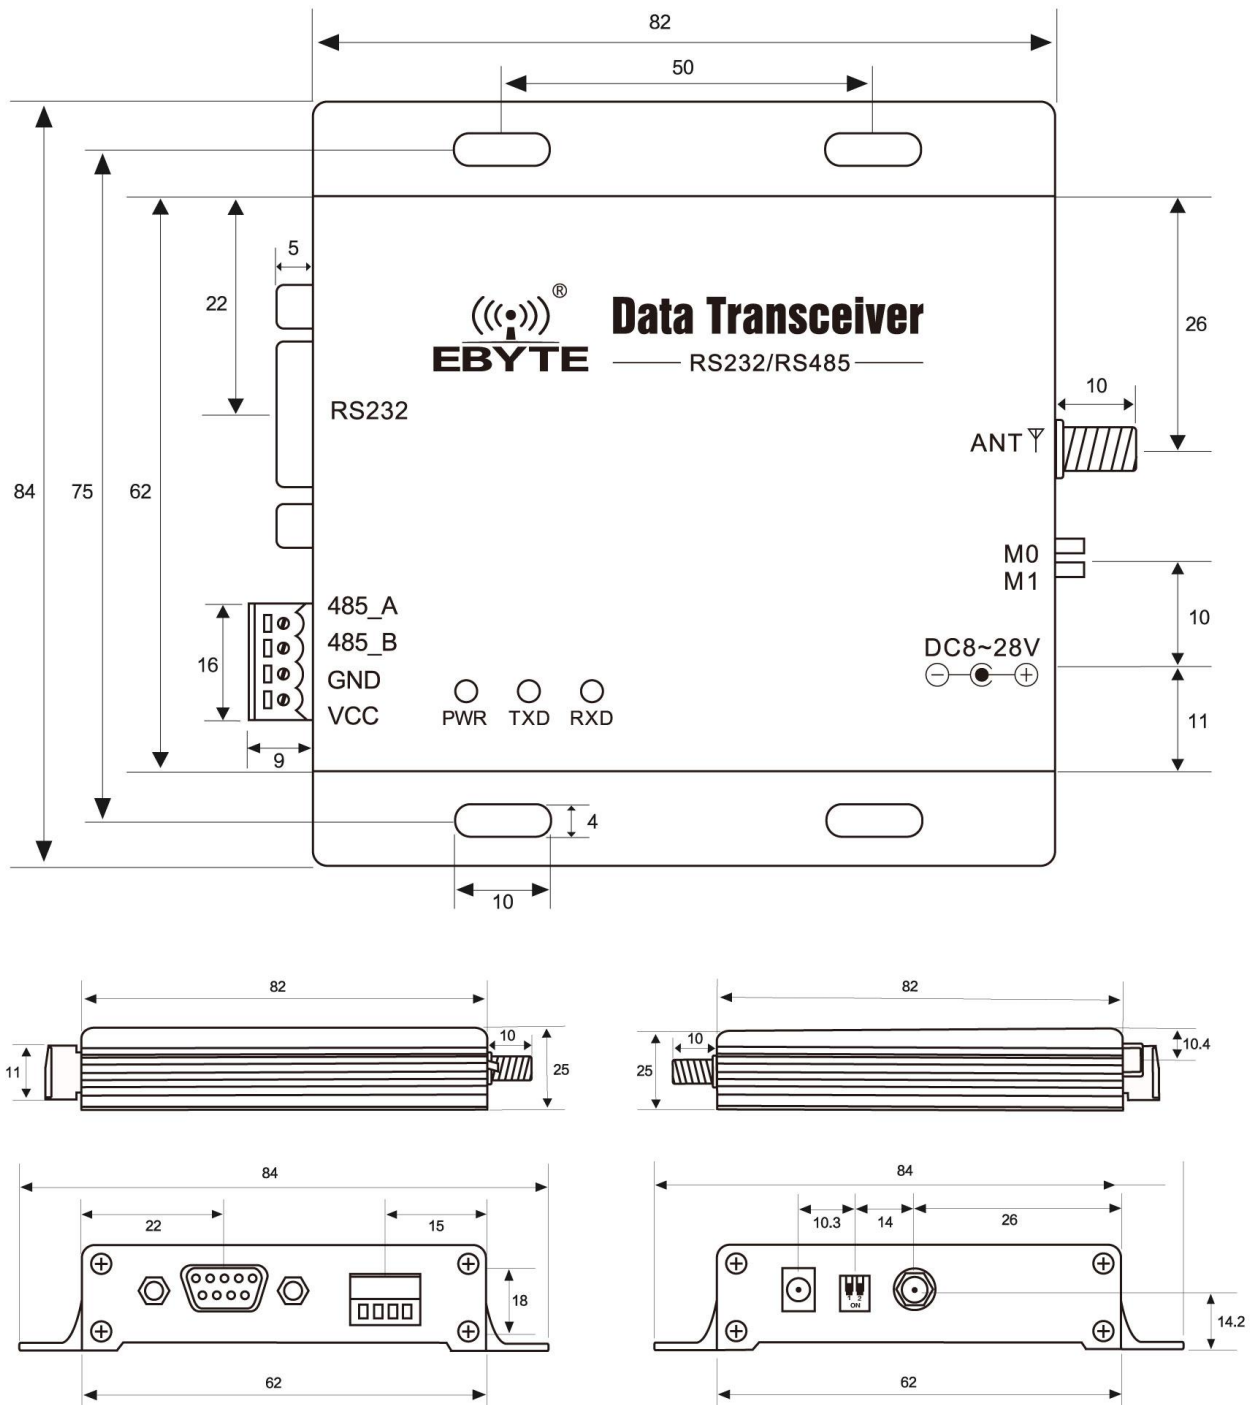 82
50
5
22
®
Data Transceiver
EBYTE
RS232/RS485
26
10
RS232
ANT
84
75
62
M0
M1
485_A
485_B
GND
VCC
16
9
10
DC8~28V
− +
11
PWR TXD RXD
4
10
82
10
11
25
82
10
25
10.4
84
22
15
18
62
84
10.3
14
26
1 2
ON
14.2
62